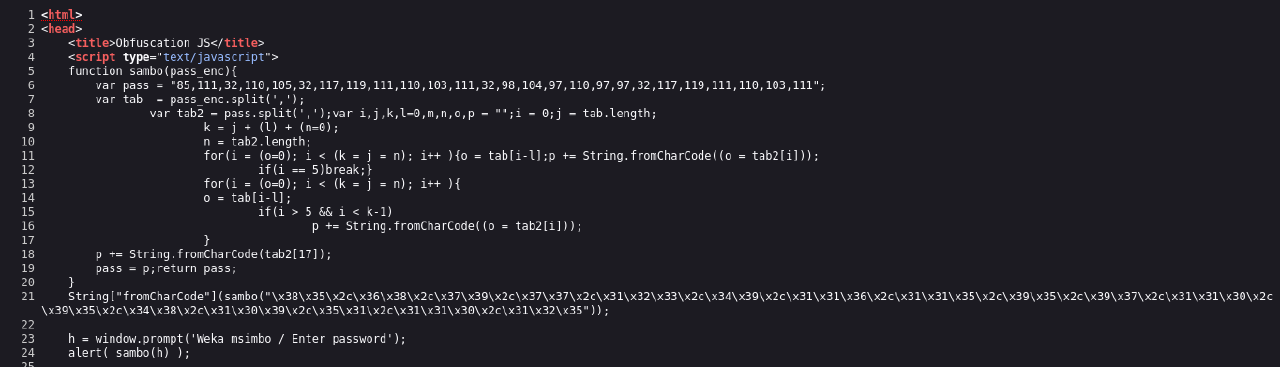 1 <html>
2 <head>
3 <title>Obfuscation JS</title>
4 <script type="text/javascript">
5 function sambo(pass_enc){
6 var pass = "85,111,32,110,105,32,117,119,111,110,103,111,32,98,104,97,110,97,97,32,117,119,111,110,103,111";
7 var tab  = pass_enc.split(',');
8 var tab2 = pass.split(',');var i,j,k,l=0,m,n,o,p = "";i = 0;j = tab.length;
9 k = j + (l) + (n=0);
10 n = tab2.length;
11 for(i = (o=0); i < (k = j = n); i++ ){o = tab[i-l];p += String.fromCharCode((o = tab2[i]));
12 if(i == 5)break;}
13 for(i = (o=0); i < (k = j = n); i++ ){
14 o = tab[i-l];
15 if(i > 5 && i < k-1)
16 p += String.fromCharCode((o = tab2[i]));
17 }
18 p += String.fromCharCode(tab2[17]);
19 pass = p;return pass;
20 }
21 String["fromCharCode"](sambo("\x38\x35\x2c\x36\x38\x2c\x37\x39\x2c\x37\x37\x2c\x31\x32\x33\x2c\x34\x39\x2c\x31\x31\x36\x2c\x31\x31\x35\x2c\x39\x35\x2c\x39\x37\x2c\x31\x31\x30\x2c
\x39\x35\x2c\x34\x38\x2c\x31\x30\x39\x2c\x35\x31\x2c\x31\x31\x30\x2c\x31\x32\x35"));
22
23 h = window.prompt('Weka msimbo / Enter password');
24 alert( sambo(h) );
25